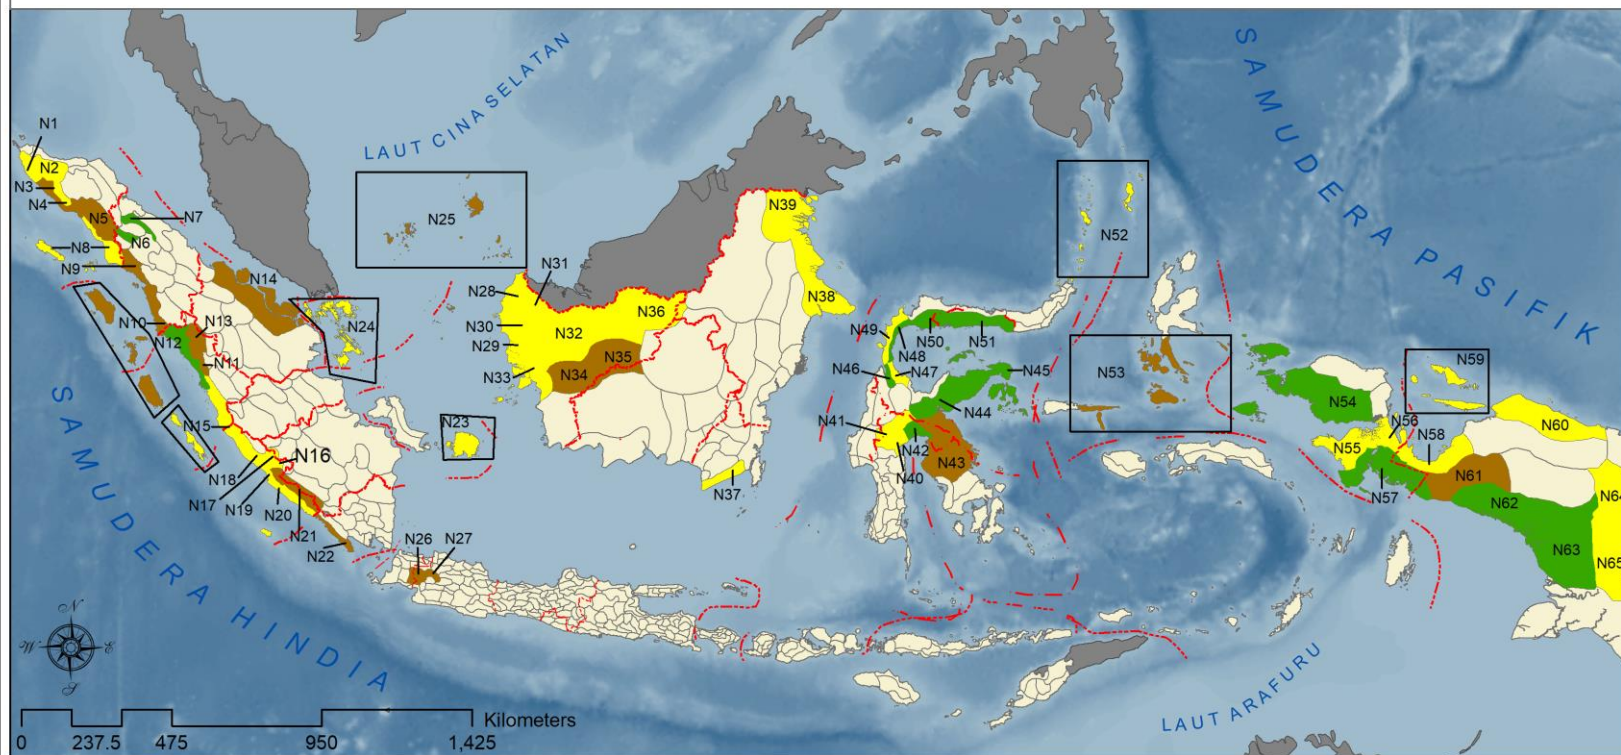 SAMUDERA PASIFIK
LAUT CINA SELATAN
N1
N2
N3
N4
N5
N6
N7
N8
N9
N10
N11
N12
N13
N14
N15
N16
N17
N18
N19
N20
N21
N22
N23
N24
N25
N26
N27
N28
N29
N30
N31
N32
N33
N34
N35
N36
N37
N38
N39
N40
N41
N42
N43
N44
N45
N46
N47
N48
N49
N50
N51
N52
N53
N54
N55
N56
N57
N58
N59
N60
N61
N62
N63
N64
N65
SAMUDERA HINDIA
LAUT ARAFURU
N
W E
S
Kilometers
0 237.5 475 950 1,425